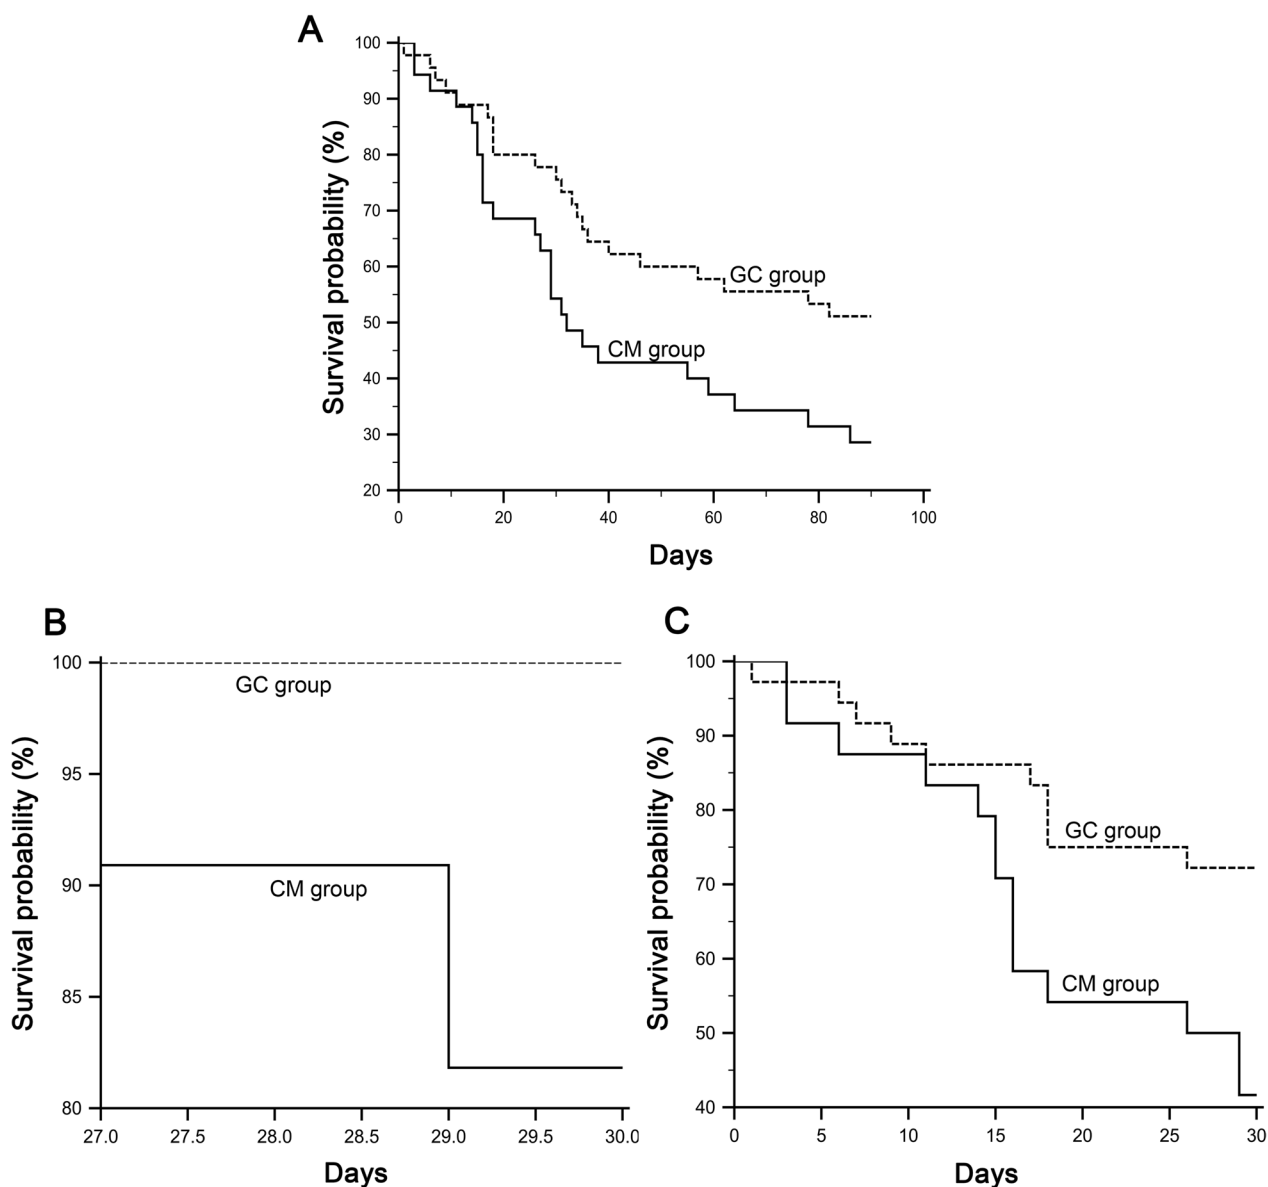 A
Survival probability (%)
100
90
80
70
60
50
40
30
20
GC group
CM group
0 20 40 60 80 100
Days
B
Survival probability (%)
100
95
90
85
80
GC group
CM group
27.0 27.5 28.0 28.5 29.0 29.5 30.0
Days
C
Survival probability (%)
100
90
80
70
60
50
40
GC group
CM group
0 5 10 15 20 25 30
Days